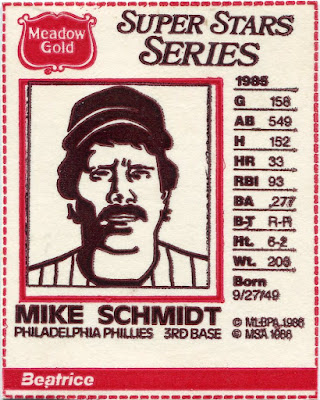 Meadow
Gold
SUPER STARS
SERIES
1985
G 158
AB 549
H 152
HR 33
RBI 93
BA .277
B-T R-R
Ht. 6-2
Wt. 203
Born
9/27/49
MIKE SCHMIDT
PHILADELPHIA PHILLIES 3RD BASE
© MLBPA 1986
© MSA 1986
Beatrice